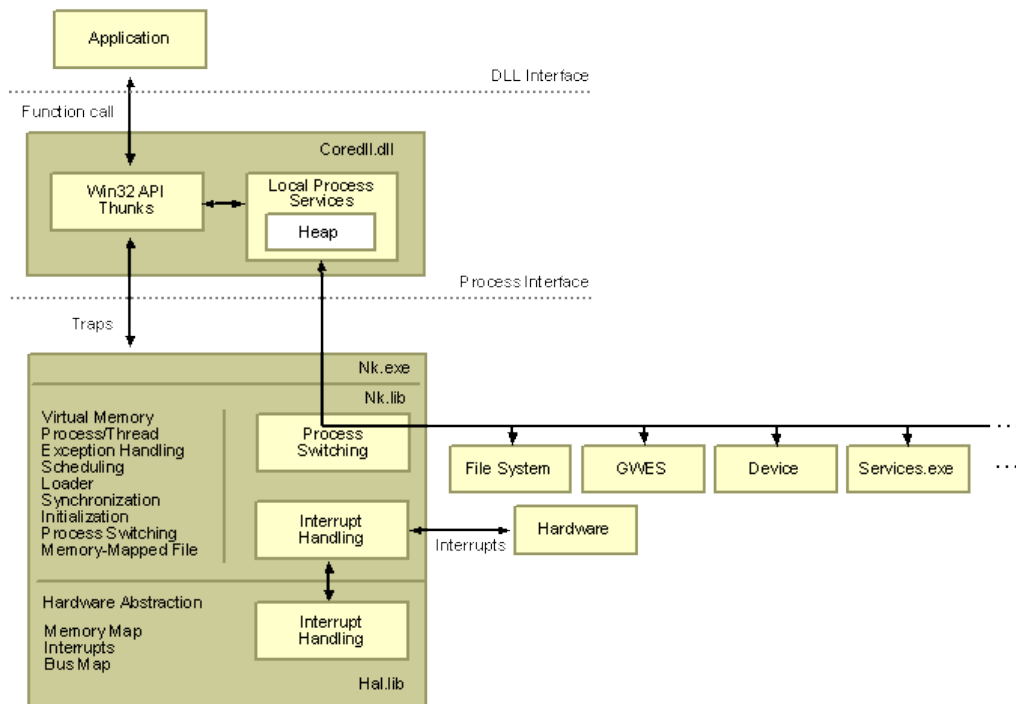 Application
DLL Interface
Function call
Coredll.dll
Win32 API
Thunks
Local Process
Services
Heap
Process Interface
Traps
Nk.exe
Nk.lib
Virtual Memory
Process/Thread
Exception Handling
Scheduling
Loader
Synchronization
Initialization
Process Switching
Memory-Mapped File
Process
Switching
File System
GWES
Device
Services.exe
...
...
Interrupt
Handling
Interrupts
Hardware
Hardware Abstraction
Memory Map
Interrupts
Bus Map
Interrupt
Handling
Hal.lib